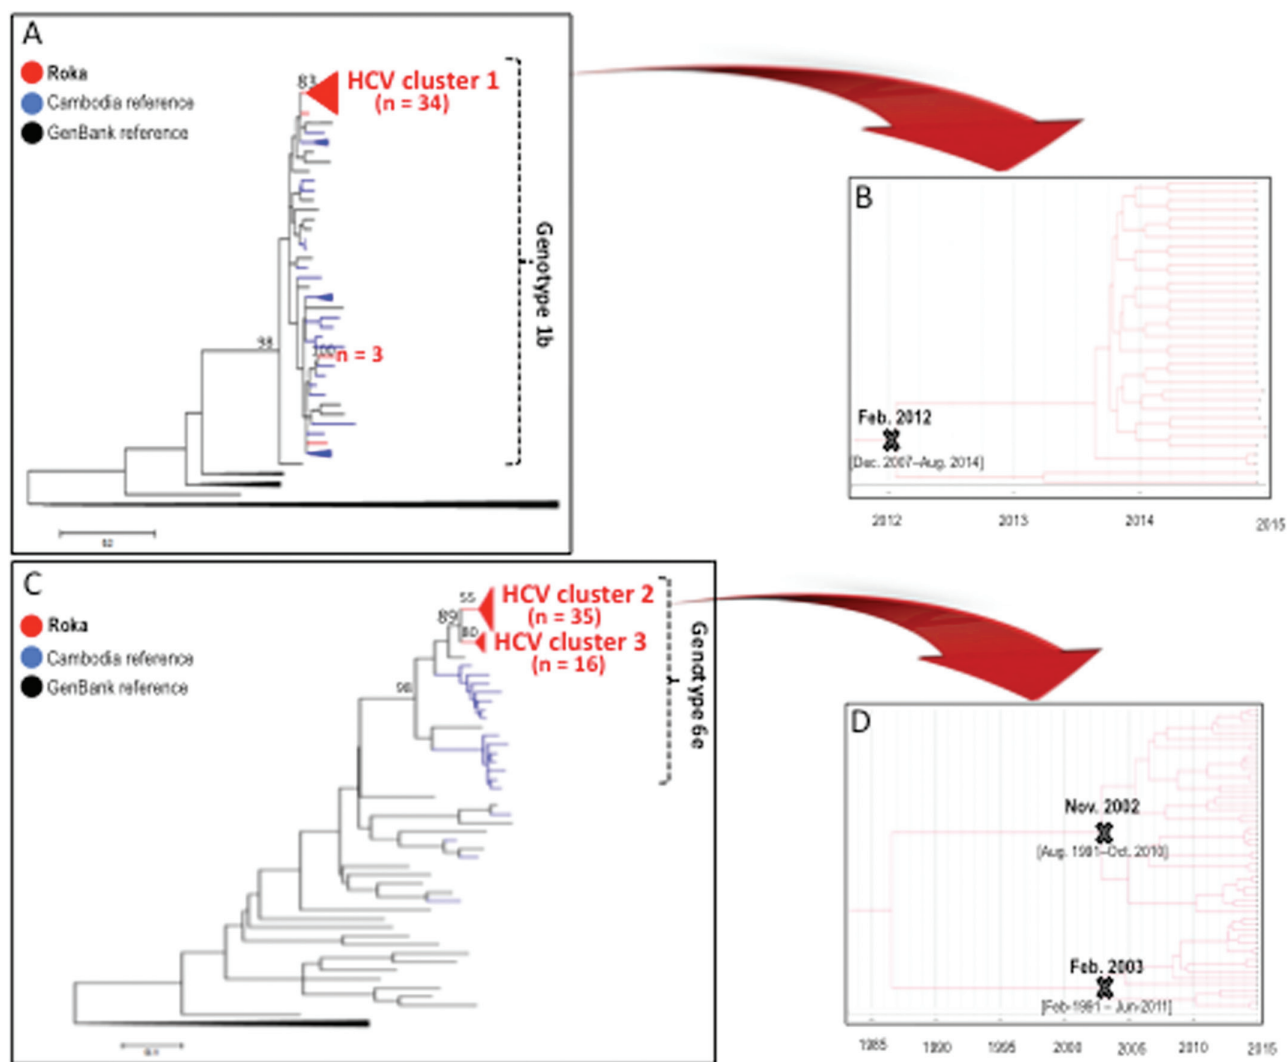 A
Roka
Cambodia reference
GenBank reference
83
HCV cluster 1
(n = 34)
98
100
n = 3
Genotype 1b
0.2
B
Feb. 2012
[Dec. 2007–Aug. 2014]
2012
2013
2014
2015
C
Roka
Cambodia reference
GenBank reference
55
HCV cluster 2
(n = 35)
89
80
HCV cluster 3
(n = 16)
98
Genotype 6e
D
Nov. 2002
[Aug. 1991–Oct. 2010]
Feb. 2003
[Feb-1991 – Jun-2011]
1985
1990
1995
2000
2005
2010
2015